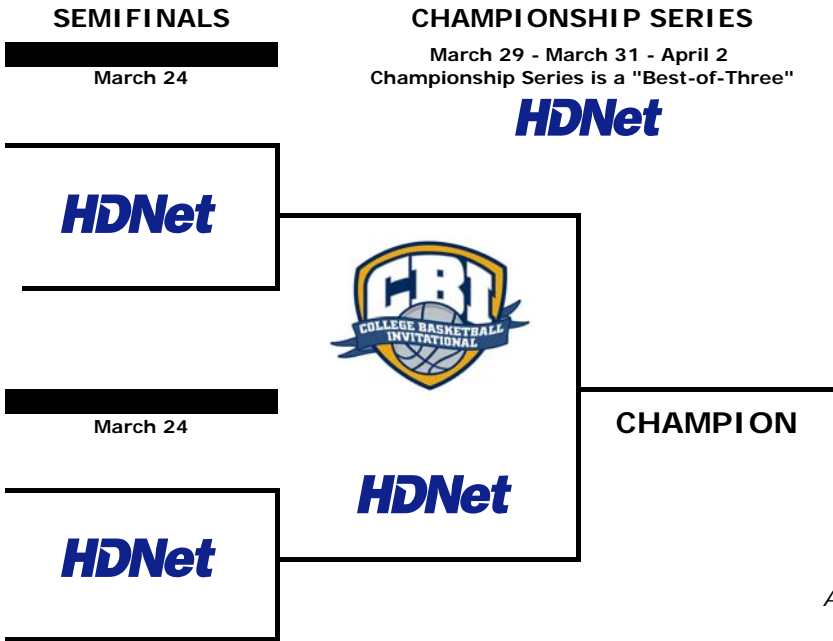 SEMIFINALS
March 24
HDNet
March 24
HDNet
CHAMPIONSHIP SERIES
March 29 - March 31 - April 2
Championship Series is a "Best-of-Three"
HDNet
CBI
COLLEGE BASKETBALL
INVITATIONAL
HDNet
CHAMPION
A